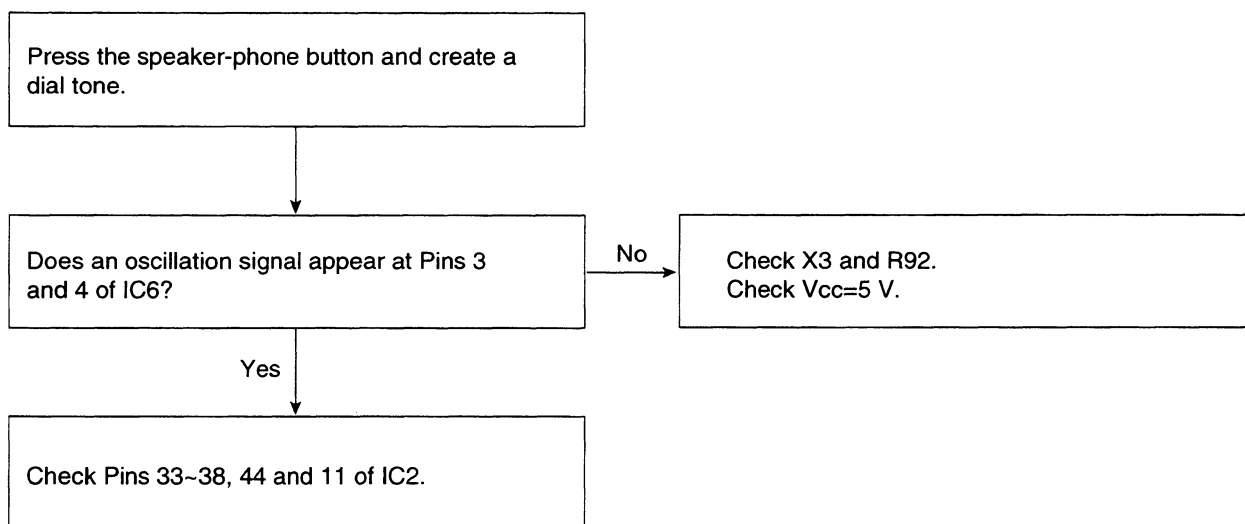 Press the speaker-phone button and create a
dial tone.
Does an oscillation signal appear at Pins 3
and 4 of IC6?
No
Check X3 and R92.
Check Vcc=5 V.
Yes
Check Pins 33~38, 44 and 11 of IC2.